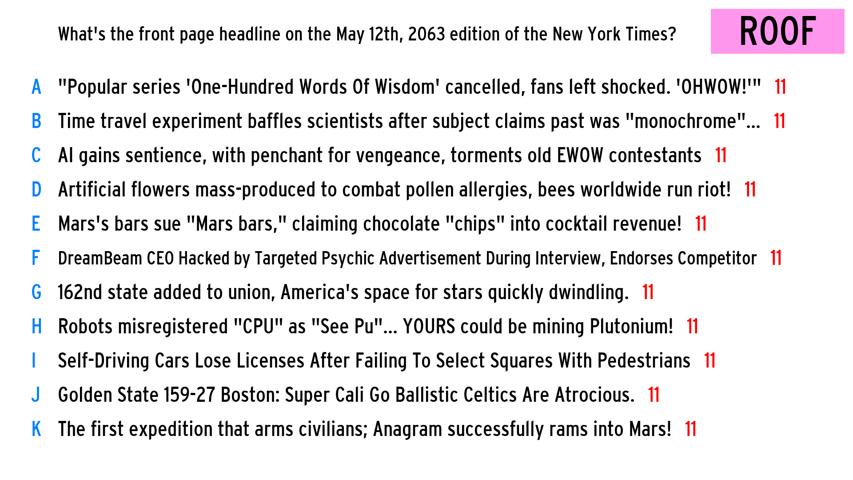 What's the front page headline on the May 12th, 2063 edition of the New York Times?
ROOF
A "Popular series 'One-Hundred Words Of Wisdom' cancelled, fans left shocked. 'OHWOW!'" 11
B Time travel experiment baffles scientists after subject claims past was "monochrome"... 11
C AI gains sentience, with penchant for vengeance, torments old EWOW contestants 11
D Artificial flowers mass-produced to combat pollen allergies, bees worldwide run riot! 11
E Mars's bars sue "Mars bars," claiming chocolate "chips" into cocktail revenue! 11
F DreamBeam CEO Hacked by Targeted Psychic Advertisement During Interview, Endorses Competitor 11
G 162nd state added to union, America's space for stars quickly dwindling. 11
H Robots misregistered "CPU" as "See Pu"... YOURS could be mining Plutonium! 11
I Self-Driving Cars Lose Licenses After Failing To Select Squares With Pedestrians 11
J Golden State 159-27 Boston: Super Cali Go Ballistic Celtics Are Atrocious. 11
K The first expedition that arms civilians; Anagram successfully rams into Mars! 11